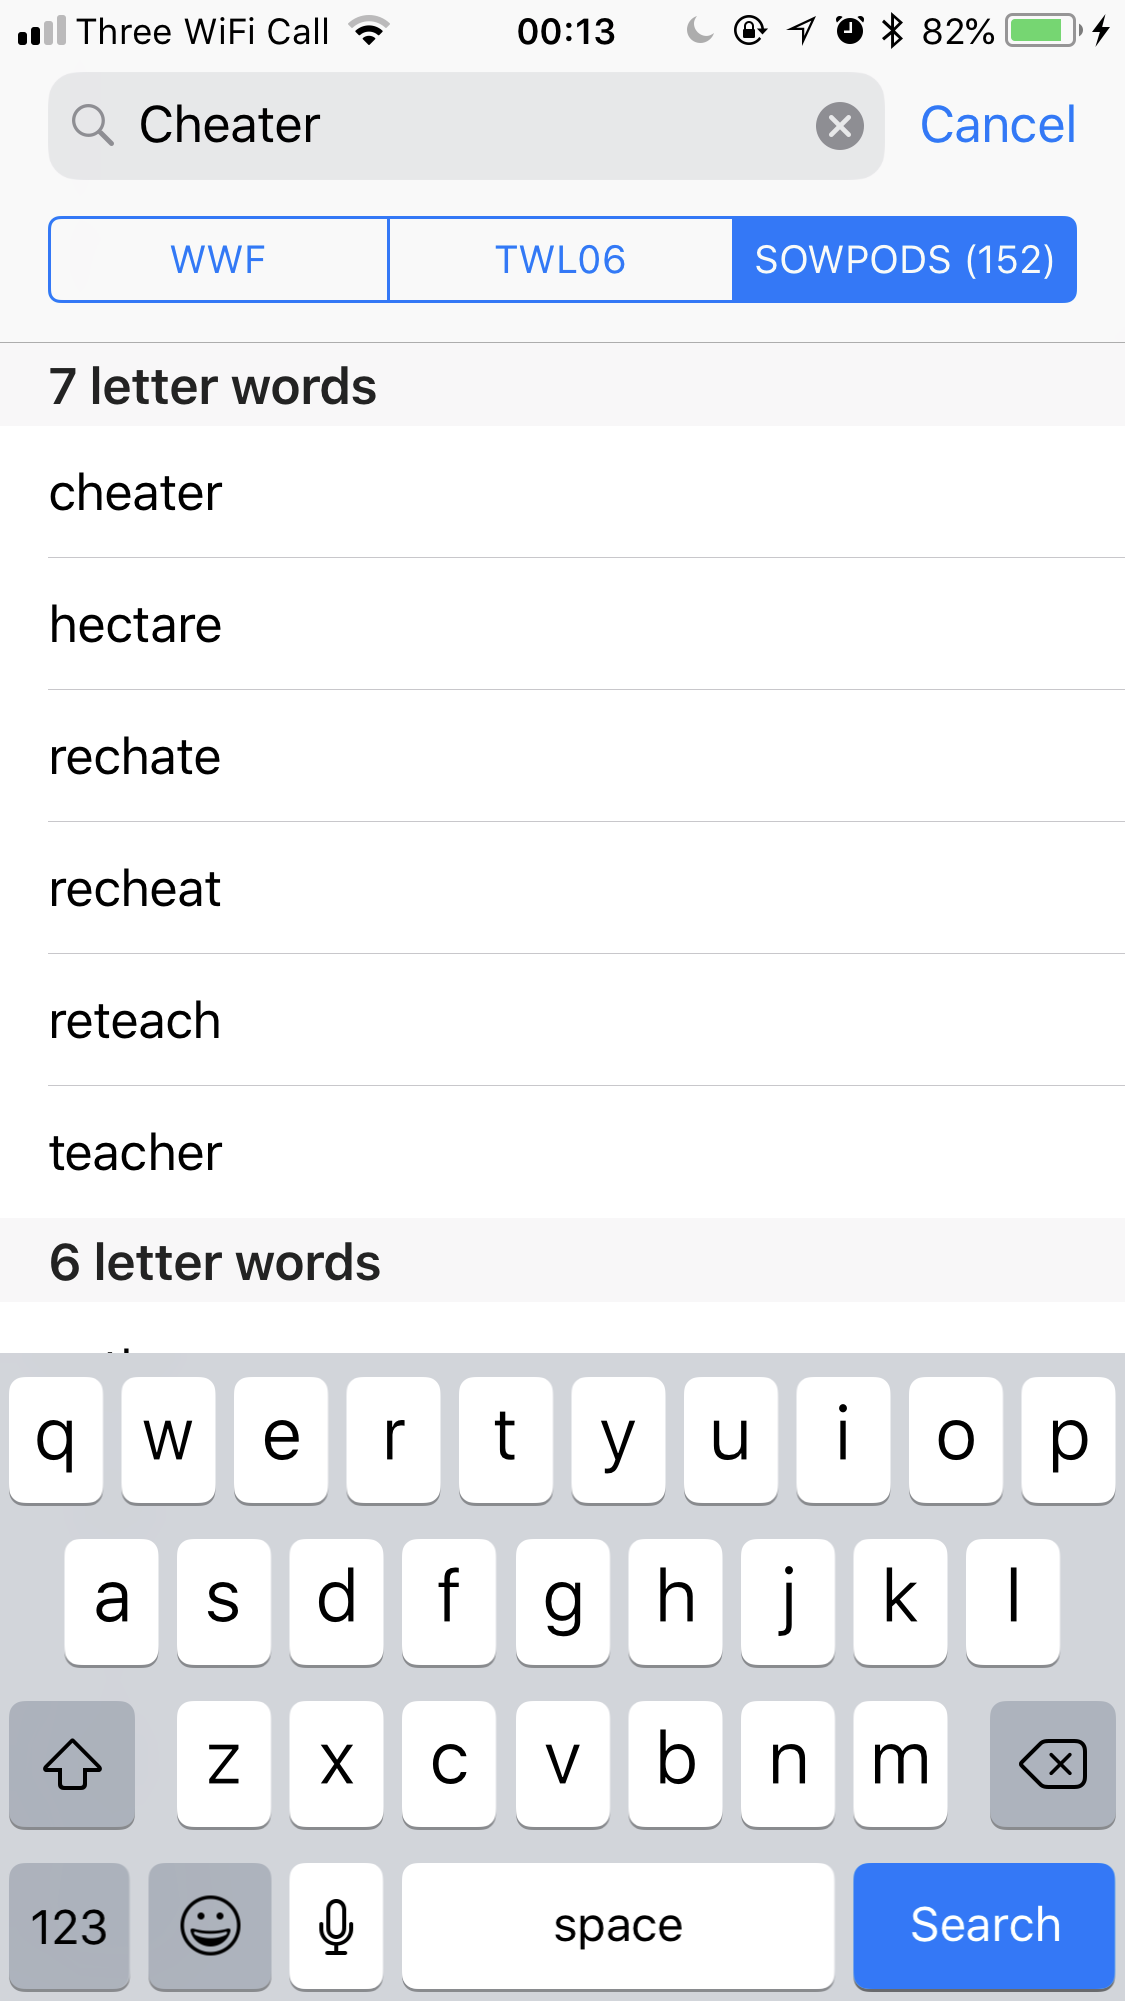 Three WiFi Call 00:13 82%
Cheater Cancel
WWF TWL06 SOWPODS (152)
7 letter words
cheater
hectare
rechate
recheat
reteach
teacher
6 letter words
q w e r t y u i o p
a s d f g h j k l
z x c v b n m
123 space Search